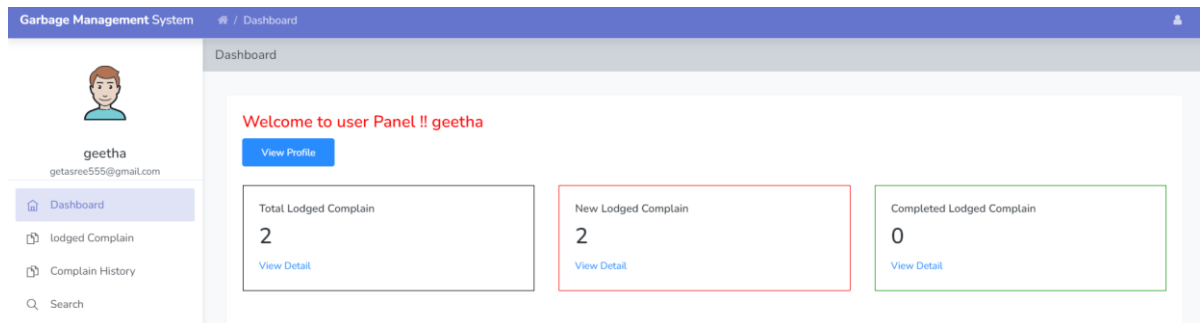 Garbage Management System
/ Dashboard
Dashboard
geetha
getasree555@gmail.com
Dashboard
lodged Complain
Complain History
Search
Welcome to user Panel !! geetha
View Profile
Total Lodged Complain
2
View Detail
New Lodged Complain
2
View Detail
Completed Lodged Complain
0
View Detail